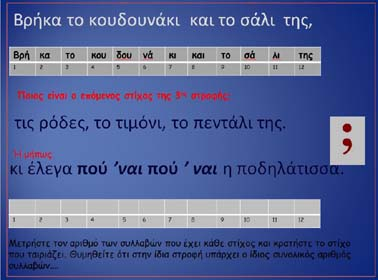 Βρήκα το κουδουνάκι και το σάλι της,
Βρή κα το κου δου νά κι και το σά λι της
1 2 3 4 5 6 7 8 9 10 11 12
Ποιος είναι ο επόμενος στίχος της 3ης στροφής;
τις ρόδες, το τιμόνι, το πεντάλι της.
;
Ή μήπως
κι έλεγα πού 'ναι πού ' ναι η ποδηλάτισσα.
1 2 3 4 5 6 7 8 9 10 11 12
Μετρήστε τον αριθμό των συλλαβών που έχει κάθε στίχος και κρατήστε το στίχο
που ταιριάζει. Θυμηθείτε ότι στην ίδια στροφή υπάρχει ο ίδιος συνολικός αριθμός
συλλαβών....